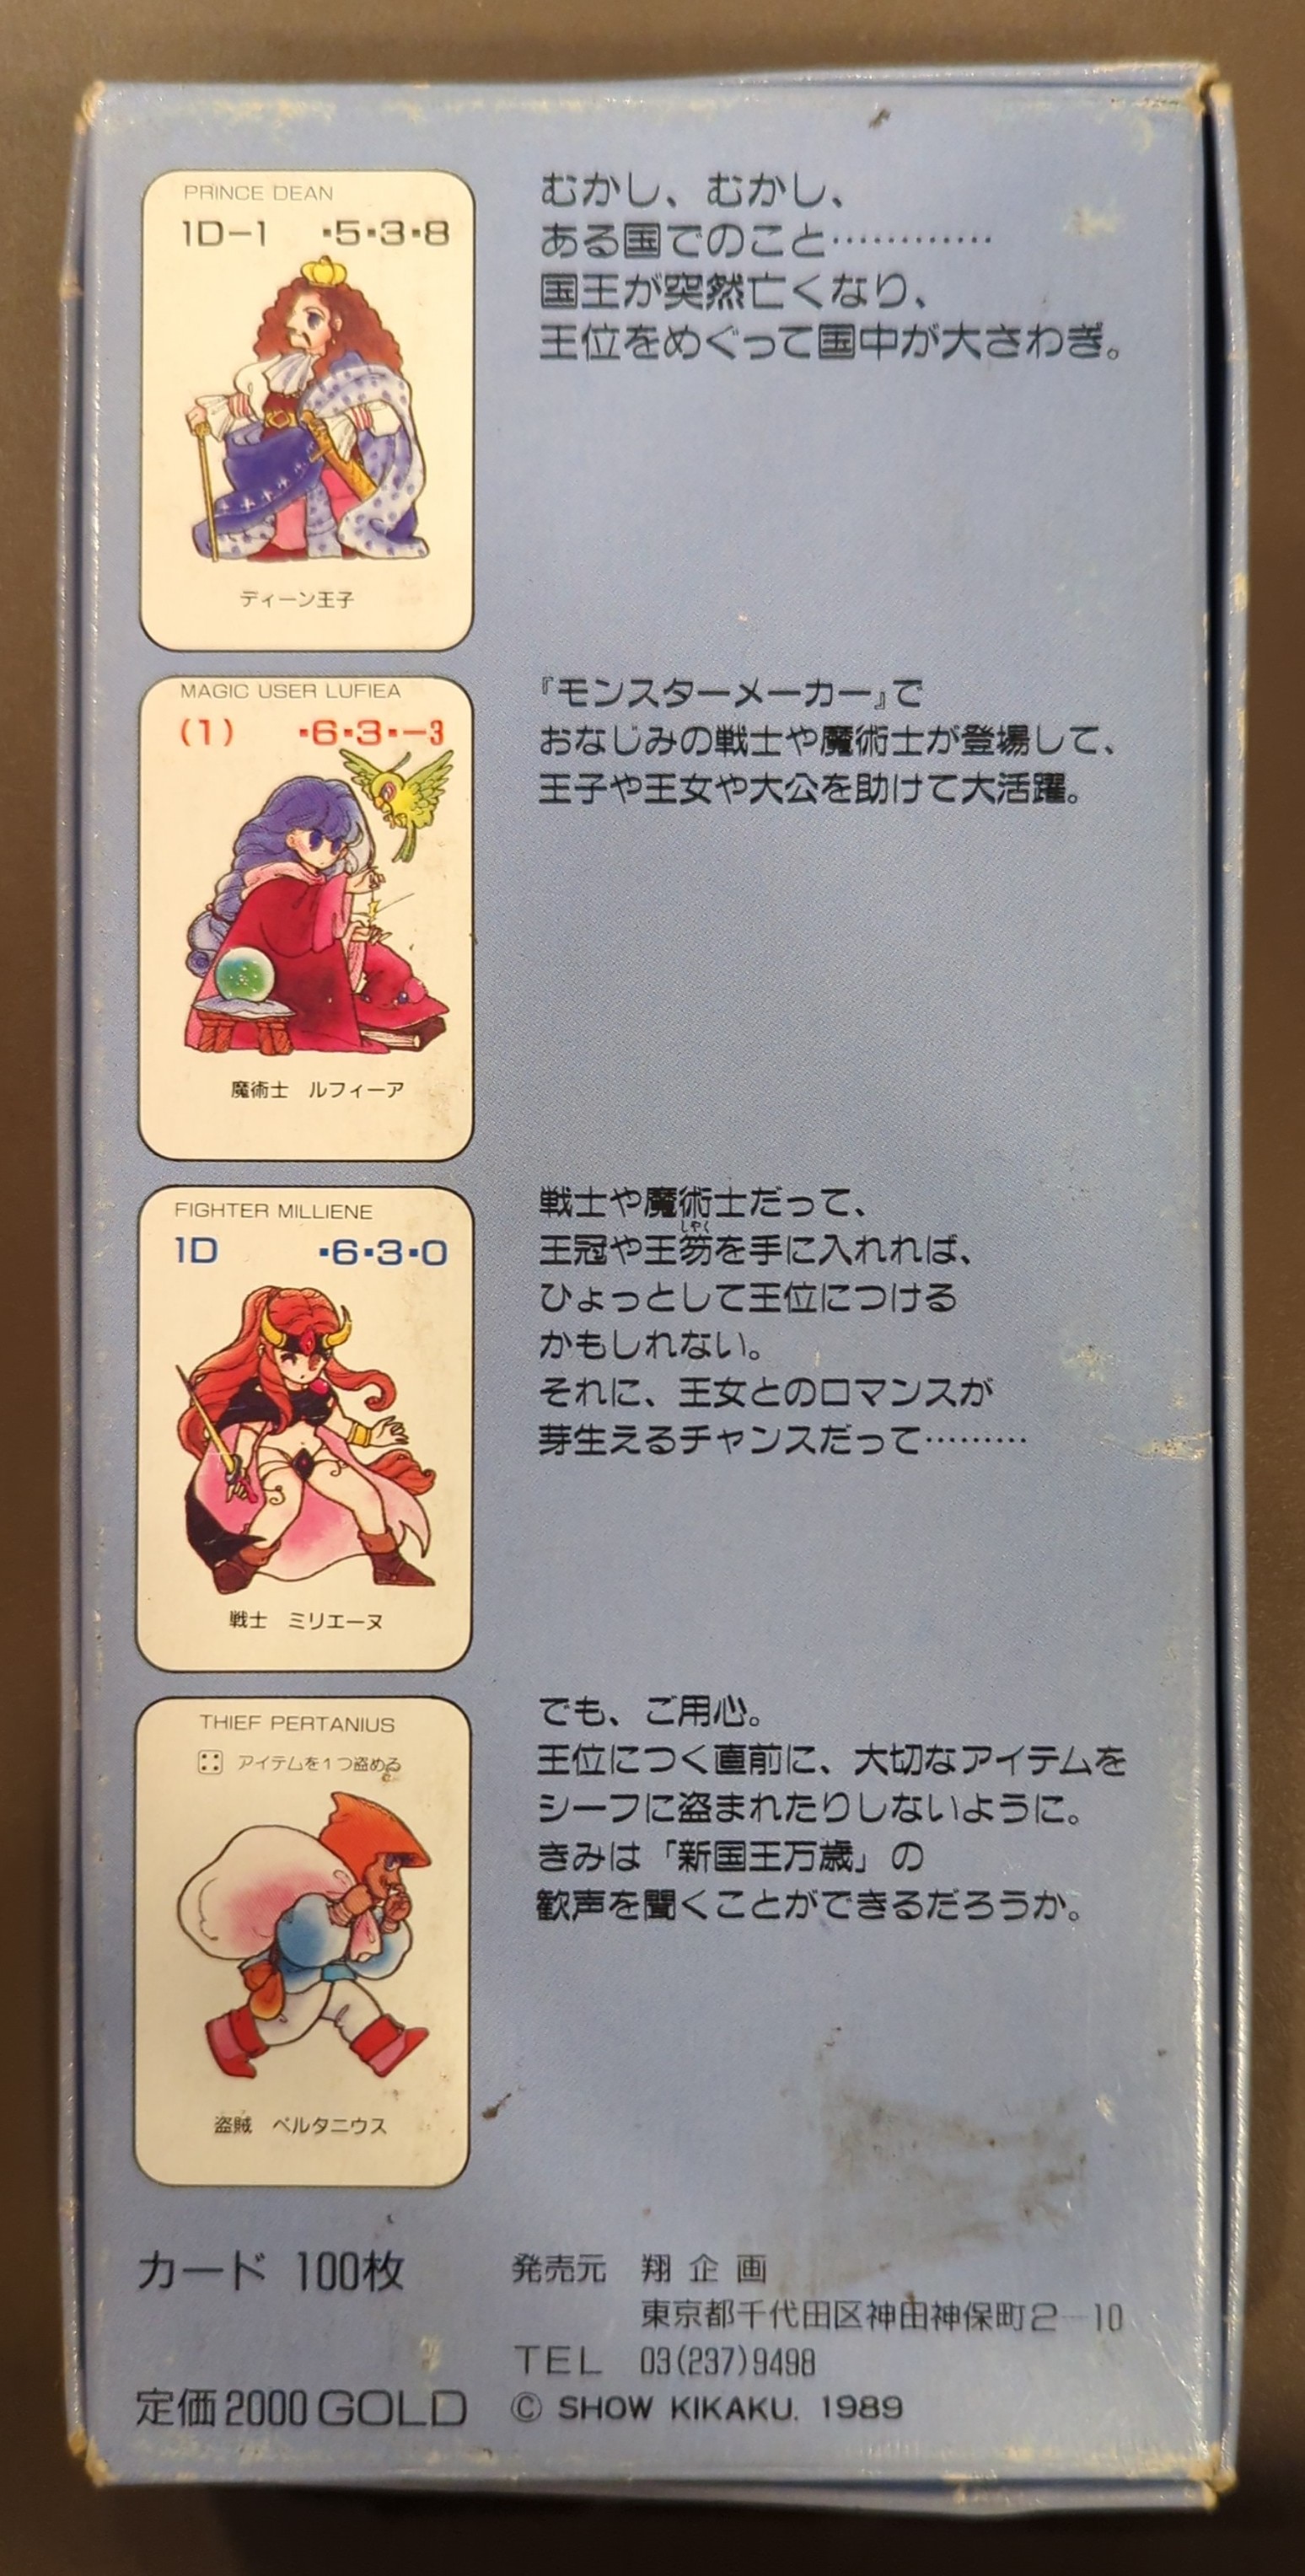 PRINCE DEAN
1D-1 ・5・3・8
ディーン王子
むかし、むかし、
ある国でのこと…………
国王が突然亡くなり、
王位をめぐって国中が大さわぎ。
MAGIC USER LUFIEA
(1) ・6・3・-3
魔術士 ルフィーア
『モンスターメーカー』で
おなじみの戦士や魔術士が登場して、
王子や王女や大公を助けて大活躍。
FIGHTER MILLIENE
1D ・6・3・0
戦士 ミリエーヌ
戦士や魔術士だって、
しゃく
王冠や王笏を手に入れれば、
ひょっとして王位につける
かもしれない。
それに、王女とのロマンスが
芽生えるチャンスだって………
THIEF PERTANIUS
アイテムを1つ盗める
盗賊 ペルタニウス
でも、ご用心。
王位につく直前に、大切なアイテムを
シーフに盗まれたりしないように。
きみは「新国王万歳」の
歓声を聞くことができるだろうか。
カード 100枚
定価2000 GOLD
発売元 翔企画
東京都千代田区神田神保町2-10
TEL 03(237)9498
© SHOW KIKAKU. 1989